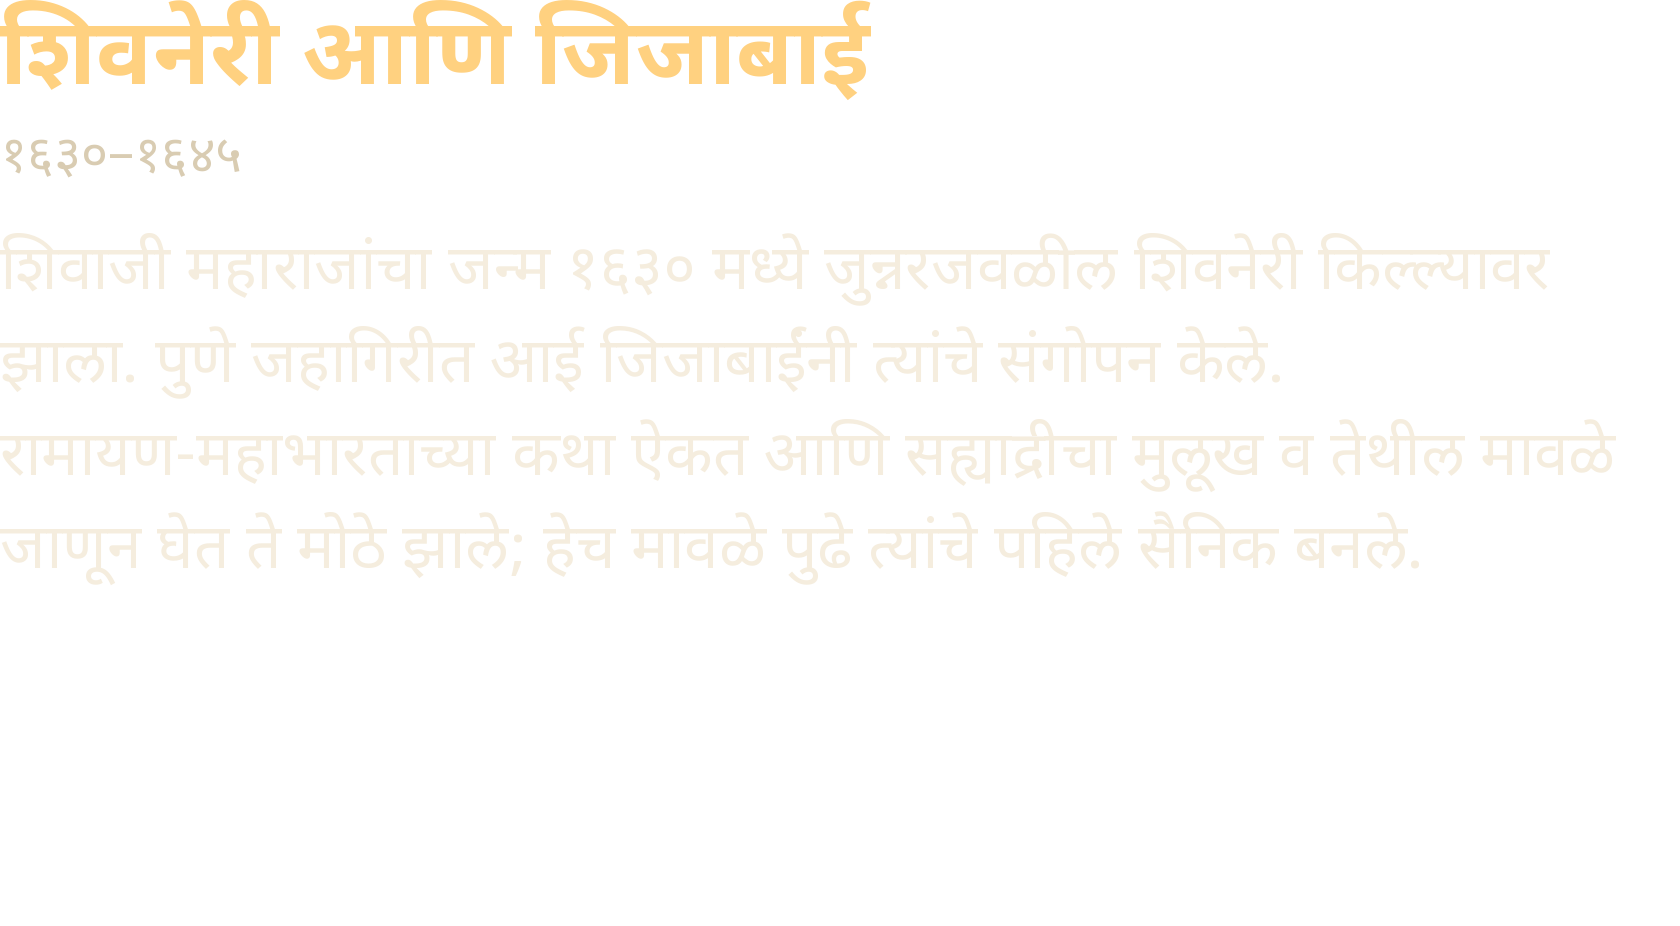 शिवनेरी आणि जिजाबाई
१६३०–१६४५
शिवाजी महाराजांचा जन्म १६३० मध्ये जुन्नरजवळील शिवनेरी किल्ल्यावर
झाला. पुणे जहागिरीत आई जिजाबाईंनी त्यांचे संगोपन केले.
रामायण-महाभारताच्या कथा ऐकत आणि सह्याद्रीचा मुलूख व तेथील मावळे
जाणून घेत ते मोठे झाले; हेच मावळे पुढे त्यांचे पहिले सैनिक बनले.